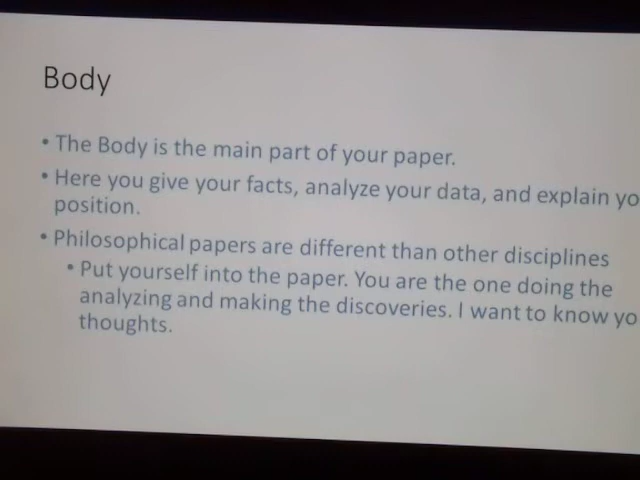 Body
• The Body is the main part of your paper.
• Here you give your facts, analyze your data, and explain yo
position.
• Philosophical papers are different than other disciplines
• Put yourself into the paper. You are the one doing the
analyzing and making the discoveries. I want to know yo
thoughts.